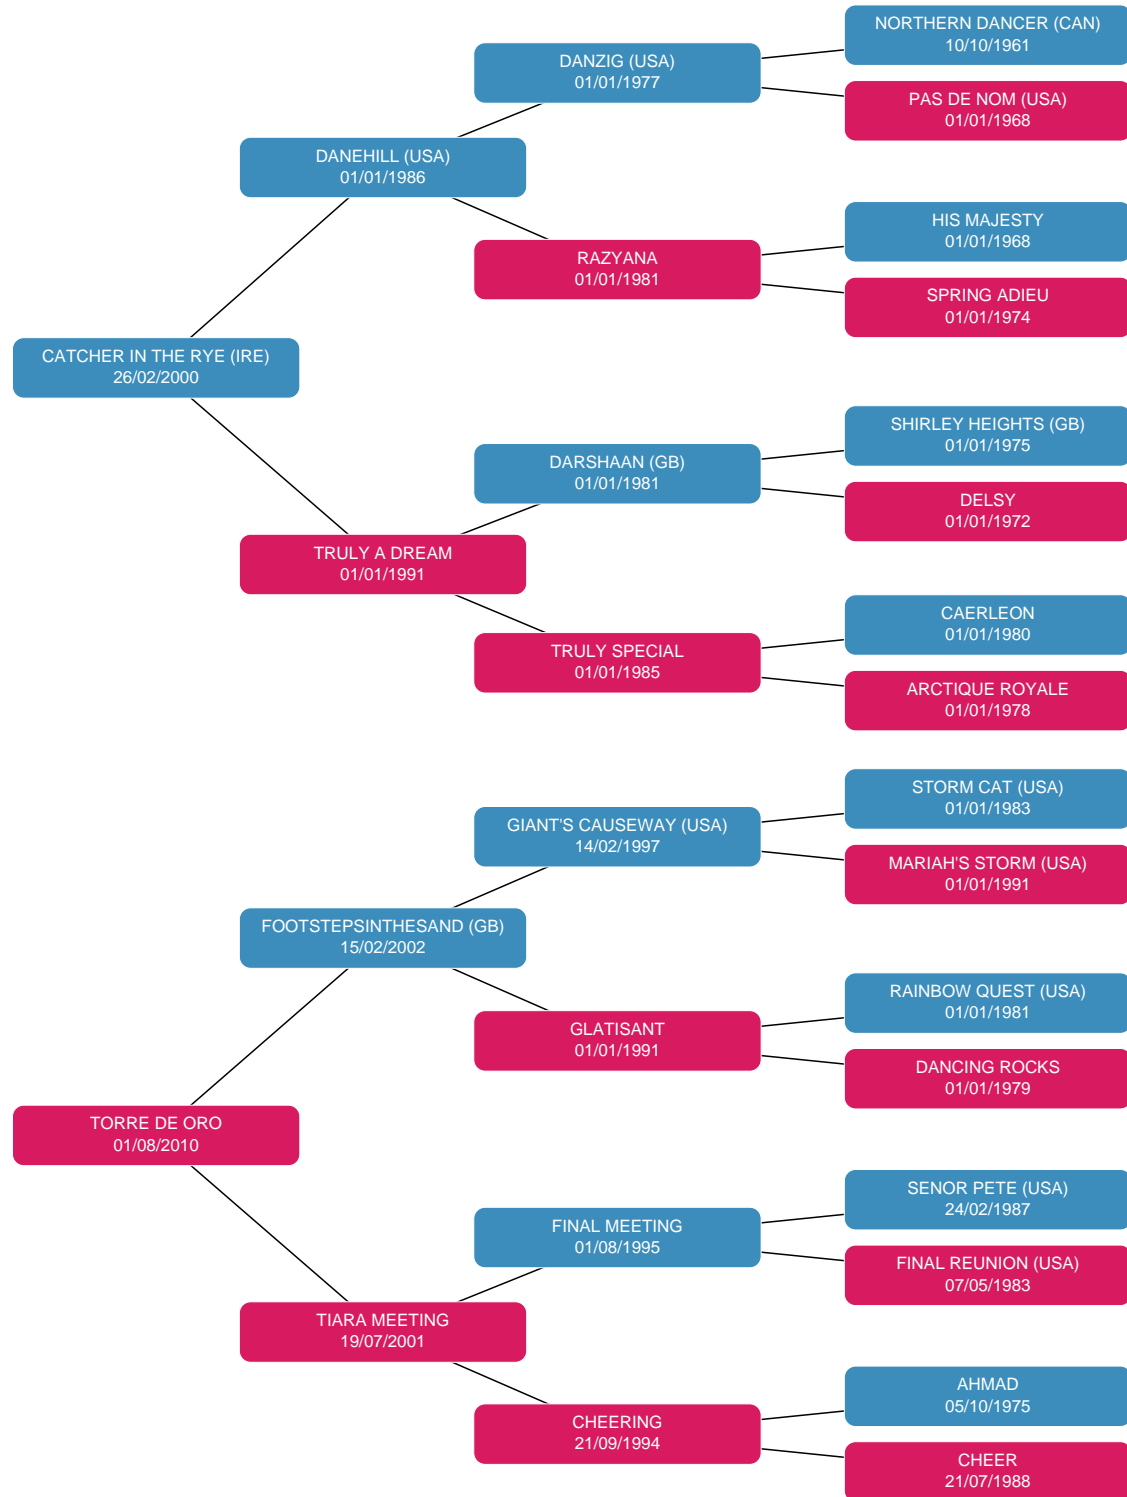 NORTHERN DANCER (CAN)
10/10/1961
DANZIG (USA)
01/01/1977
PAS DE NOM (USA)
01/01/1968
DANEHILL (USA)
01/01/1986
HIS MAJESTY
01/01/1968
RAZYANA
01/01/1981
SPRING ADIEU
01/01/1974
CATCHER IN THE RYE (IRE)
26/02/2000
SHIRLEY HEIGHTS (GB)
01/01/1975
DARSHAAN (GB)
01/01/1981
DELSY
01/01/1972
TRULY A DREAM
01/01/1991
CAERLEON
01/01/1980
TRULY SPECIAL
01/01/1985
ARCTIQUE ROYALE
01/01/1978
STORM CAT (USA)
01/01/1983
GIANT'S CAUSEWAY (USA)
14/02/1997
MARIAH'S STORM (USA)
01/01/1991
FOOTSTEPSINTHESAND (GB)
15/02/2002
RAINBOW QUEST (USA)
01/01/1981
GLATISANT
01/01/1991
DANCING ROCKS
01/01/1979
TORRE DE ORO
01/08/2010
SENOR PETE (USA)
24/02/1987
FINAL MEETING
01/08/1995
FINAL REUNION (USA)
07/05/1983
TIARA MEETING
19/07/2001
AHMAD
05/10/1975
CHEERING
21/09/1994
CHEER
21/07/1988